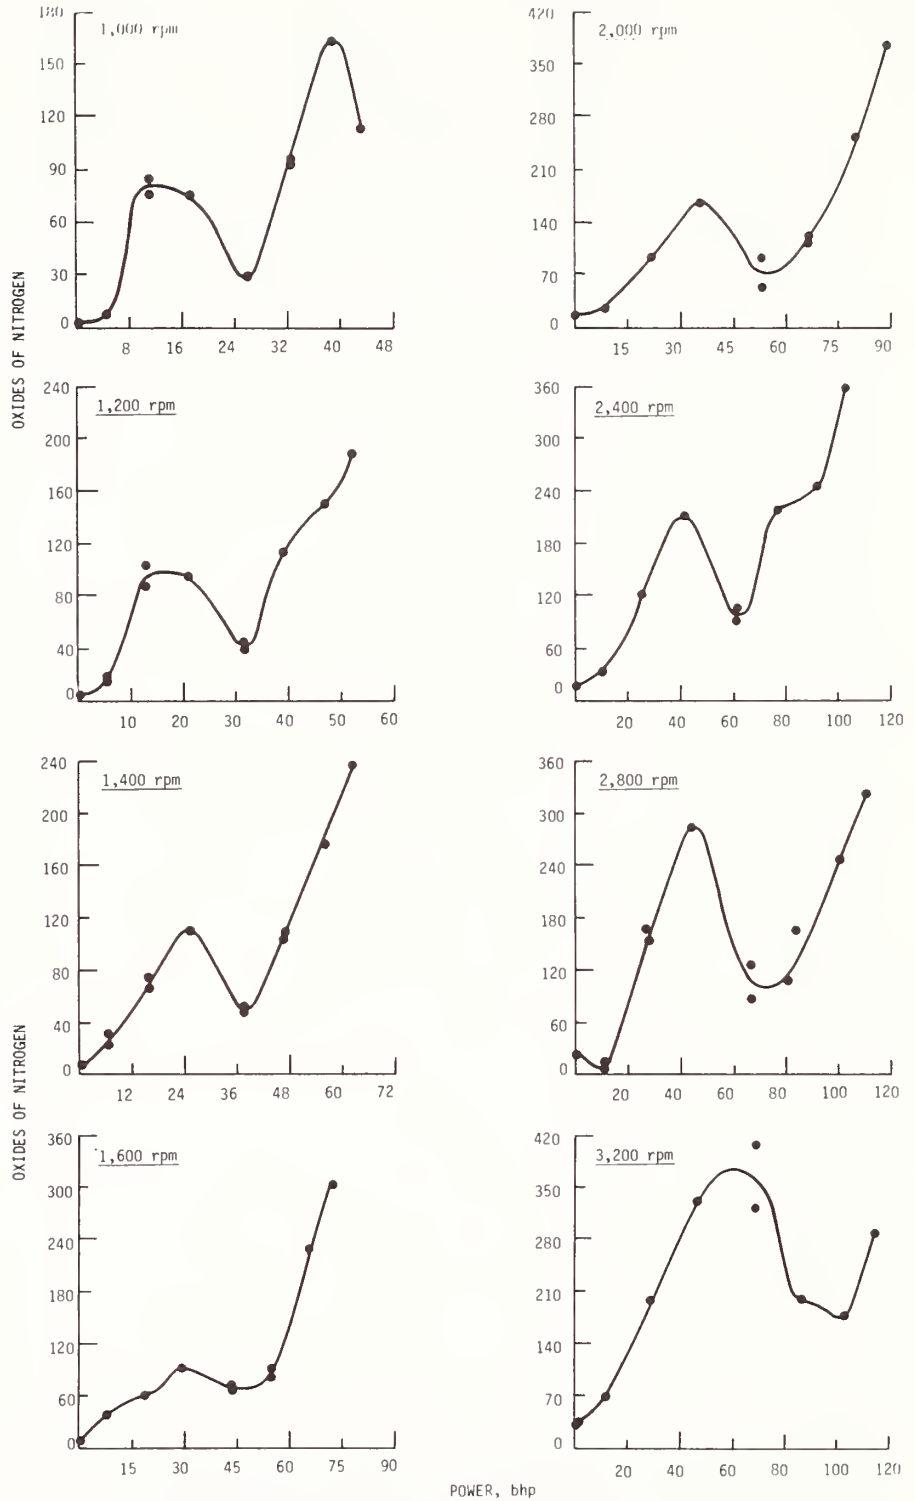 OXIDES OF NITROGEN
180
150
120
90
60
30
0
1,000 rpm
8 16 24 32 40 48
420
350
280
210
140
70
0
2,000 rpm
15 30 45 60 75 90
240
200
160
120
80
40
0
1,200 rpm
10 20 30 40 50 60
360
300
240
180
120
60
0
2,400 rpm
20 40 60 80 100 120
OXIDES OF NITROGEN
240
200
160
120
80
40
0
1,400 rpm
12 24 36 48 60 72
360
300
240
180
120
60
0
2,800 rpm
20 40 60 80 100 120
360
300
240
180
120
60
0
1,600 rpm
15 30 45 60 75 90
420
350
280
210
140
70
0
3,200 rpm
20 40 60 80 100 120
POWER, bhp